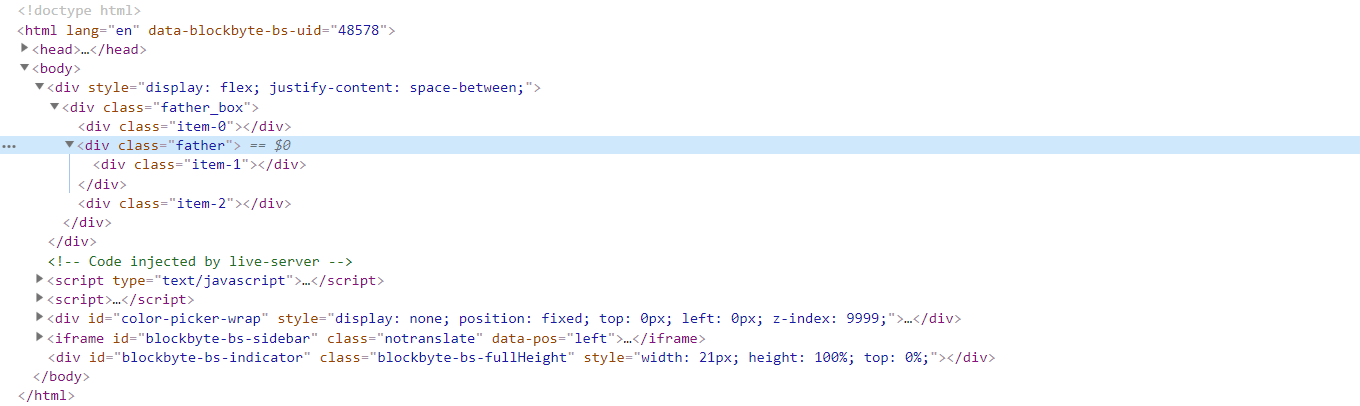 <!doctype html>
<html lang="en" data-blockbyte-bs-uid="48578">
<head>…</head>
<body>
<div style="display: flex; justify-content: space-between;">
<div class="father_box">
<div class="item-0"></div>
… <div class="father"> == $0
<div class="item-1"></div>
</div>
<div class="item-2"></div>
</div>
</div>
<!-- Code injected by live-server -->
<script type="text/javascript">…</script>
<script>…</script>
<div id="color-picker-wrap" style="display: none; position: fixed; top: 0px; left: 0px; z-index: 9999;">…</div>
<iframe id="blockbyte-bs-sidebar" class="notranslate" data-pos="left">…</iframe>
<div id="blockbyte-bs-indicator" class="blockbyte-bs-fullHeight" style="width: 21px; height: 100%; top: 0%;"></div>
</body>
</html>